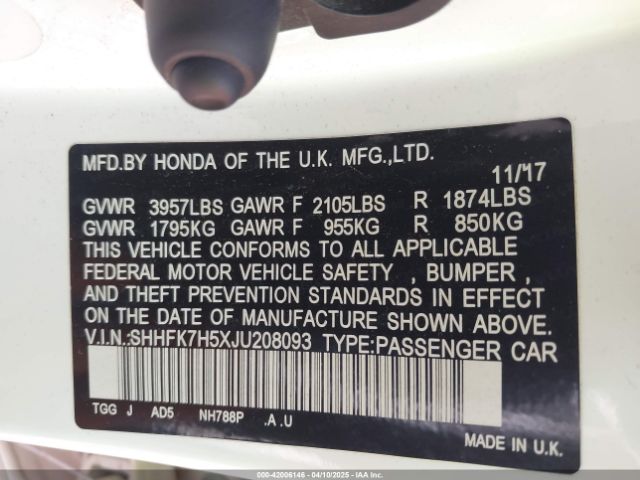 MFD.BY HONDA OF THE U.K. MFG.,LTD.
11/17
GVWR 3957LBS GAWR F 2105LBS R 1874LBS
GVWR 1795KG GAWR F 955KG R 850KG
THIS VEHICLE CONFORMS TO ALL APPLICABLE
FEDERAL MOTOR VEHICLE SAFETY , BUMPER ,
AND THEFT PREVENTION STANDARDS IN EFFECT
ON THE DATE OF MANUFACTURE SHOWN ABOVE.
V.I.N.:SHHFK7H5XJU208093 TYPE:PASSENGER CAR
TGG J AD5 NH788P .A .U
MADE IN U.K.
000-42006146 - 04/10/2025 - IAAI.COM